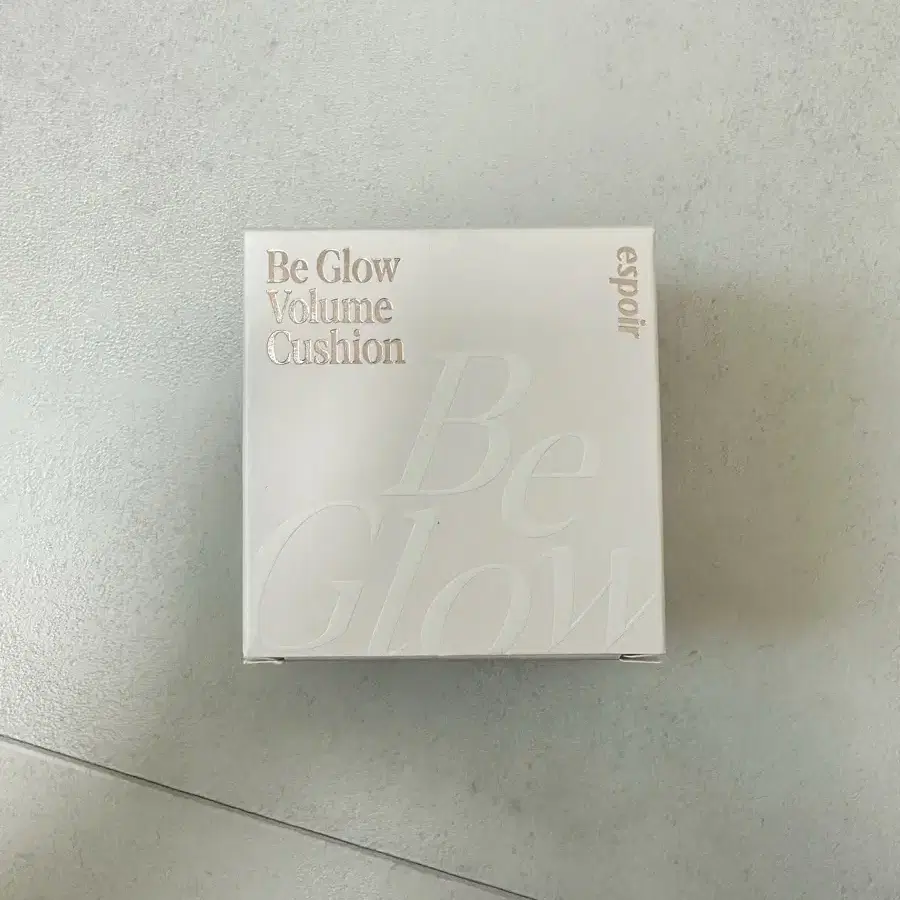 Be Glow
Volume
Cushion
espoir
Be
Glow